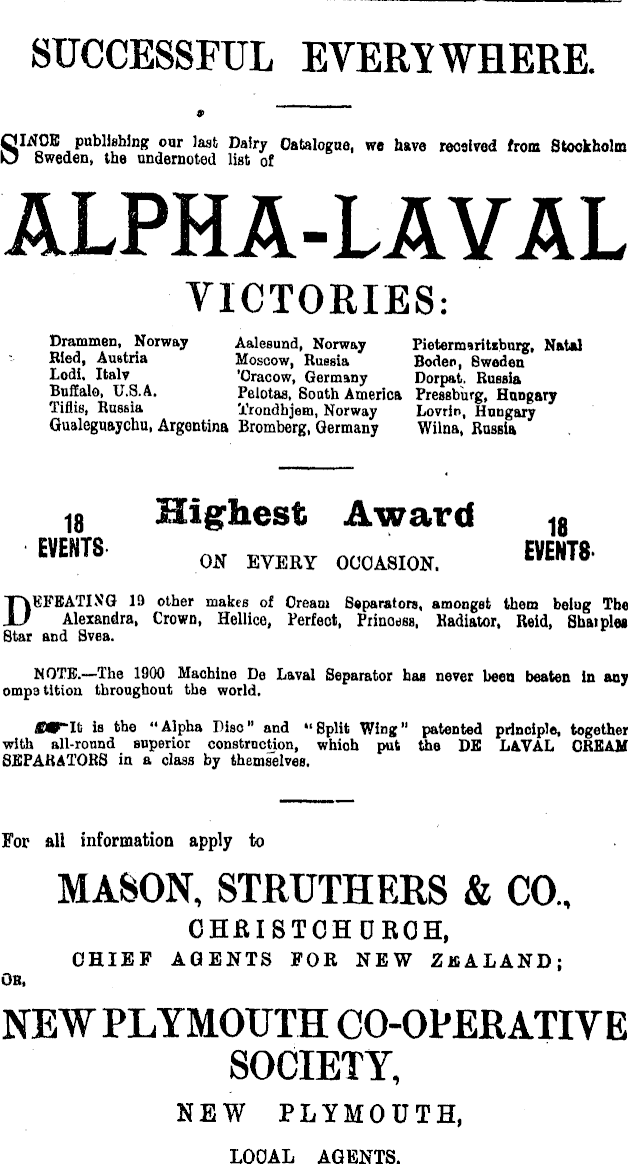 SUCCESSFUL EVERYWHERE.
SINCE publishing our last Dairy Catalogue, we have received from Stockholm
Sweden, the undernoted list of
ALPHA-LAVAL
VICTORIES:
Drammen, Norway Aalesund, Norway Pietermaritzburg, Natal
Ried, Austria Moscow, Russia Boden, Sweden
Lodi, Italy Cracow, Germany Dorpat, Russia
Buffalo, U.S.A. Pelotas, South America Pressburg, Hungary
Tiflis, Russia Trondhjem, Norway Lovrin, Hungary
Gualeguaychu, Argentina Bromberg, Germany Wilna, Russia
18 EVENTS. Highest Award 18 EVENTS.
ON EVERY OCCASION.
DEFEATING 19 other makes of Cream Separators, amongst them being The
Alexandra, Crown, Hellice, Perfect, Princess, Radiator, Reid, Sharples
Star and Svea.
NOTE.—The 1900 Machine De Laval Separator has never been beaten in any
ompetition throughout the world.
It is the "Alpha Disc" and "Split Wing" patented principle, together
with all-round superior construction, which put the DE LAVAL CREAM
SEPARATORS in a class by themselves.
For all information apply to
MASON, STRUTHERS & CO.,
CHRISTCHURCH,
CHIEF AGENTS FOR NEW ZEALAND;
OR,
NEW PLYMOUTH CO-OPERATIVE
SOCIETY,
NEW PLYMOUTH,
LOCAL AGENTS.